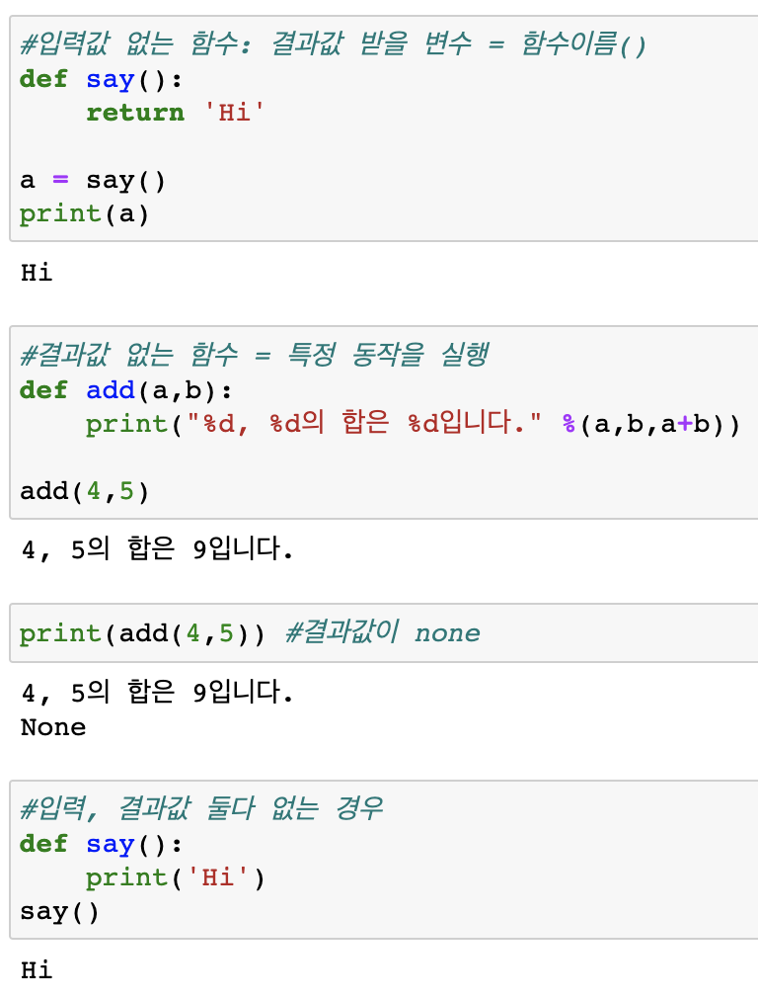 #입력값 없는 함수: 결과값 받을 변수 = 함수이름()
def say():
    return 'Hi'
a = say()
print(a)
Hi
#결과값 없는 함수 = 특정 동작을 실행
def add(a,b):
    print("%d, %d의 합은 %d입니다." %(a,b,a+b))
add(4,5)
4, 5의 합은 9입니다.
print(add(4,5)) #결과값이 none
4, 5의 합은 9입니다.
None
#입력, 결과값 둘다 없는 경우
def say():
    print('Hi')
say()
Hi